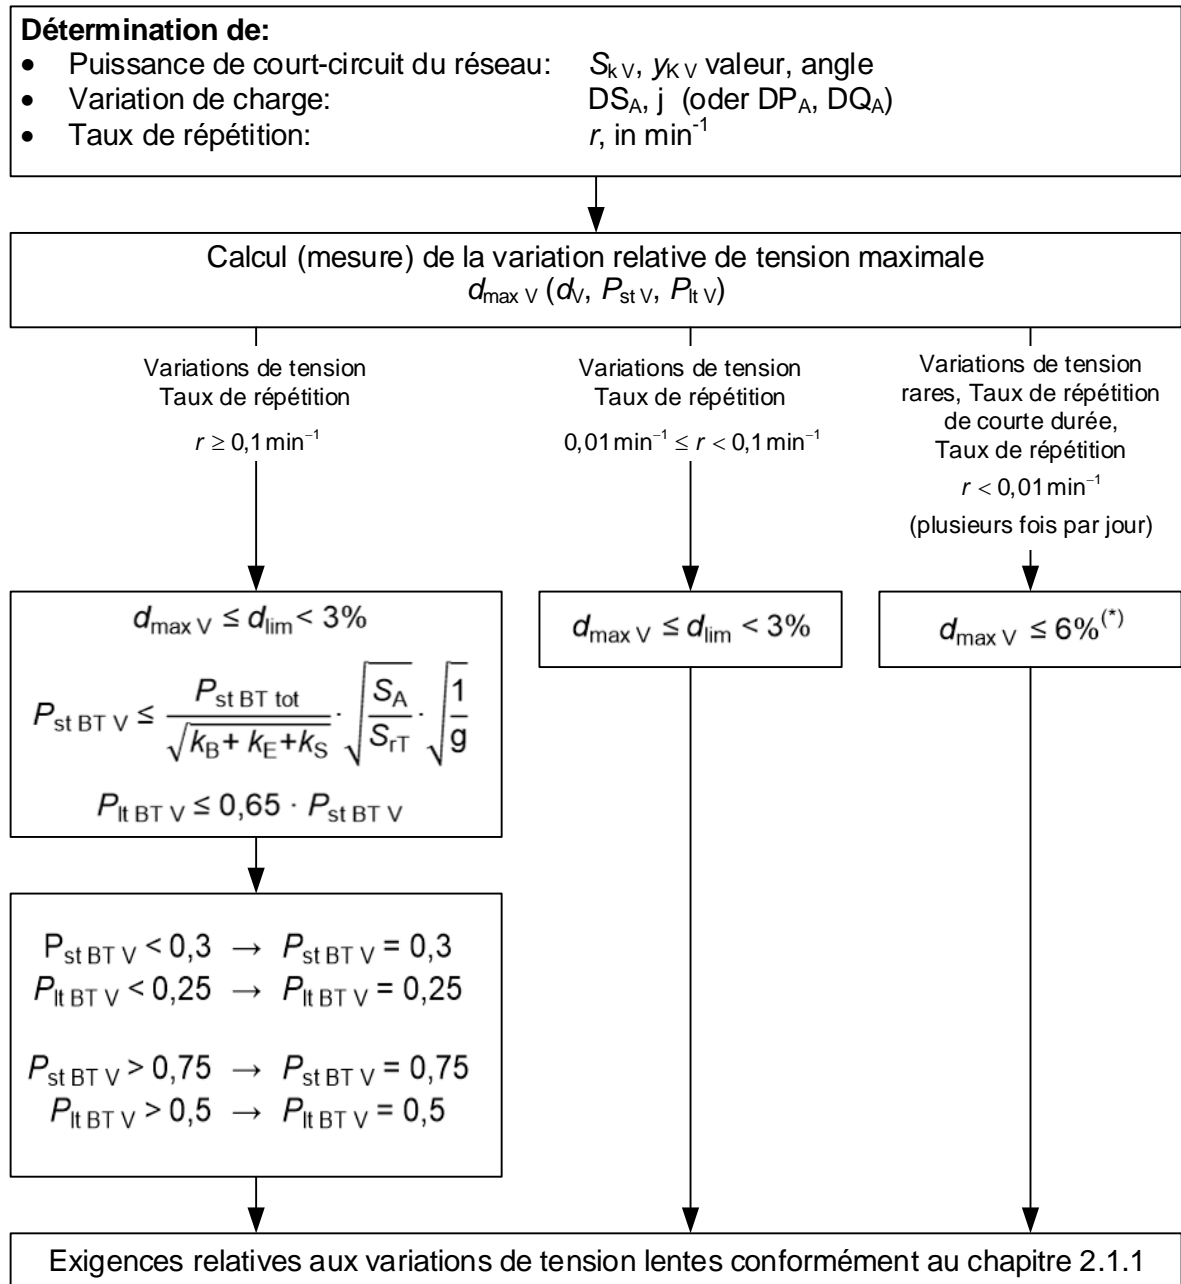 Détermination de:
• Puissance de court-circuit du réseau: S_k V, y_K V valeur, angle
• Variation de charge: DS_A, j (oder DP_A, DQ_A)
• Taux de répétition: r, in min⁻¹
Calcul (mesure) de la variation relative de tension maximale
d_max V (d_V, P_st V, P_lt V)
Variations de tension
Taux de répétition
r ≥ 0,1 min⁻¹
Variations de tension
Taux de répétition
0,01 min⁻¹ ≤ r < 0,1 min⁻¹
Variations de tension
rares, Taux de répétition
de courte durée,
Taux de répétition
r < 0,01 min⁻¹
(plusieurs fois par jour)
d_max V ≤ d_lim < 3%
P_st BT V ≤ P_st BT tot / √(k_B + k_E + k_S) · √(S_A / S_rT) · √(1 / g)
P_lt BT V ≤ 0,65 · P_st BT V
d_max V ≤ d_lim < 3%
d_max V ≤ 6%(*)
P_st BT V < 0,3 → P_st BT V = 0,3
P_lt BT V < 0,25 → P_lt BT V = 0,25
P_st BT V > 0,75 → P_st BT V = 0,75
P_lt BT V > 0,5 → P_lt BT V = 0,5
Exigences relatives aux variations de tension lentes conformément au chapitre 2.1.1